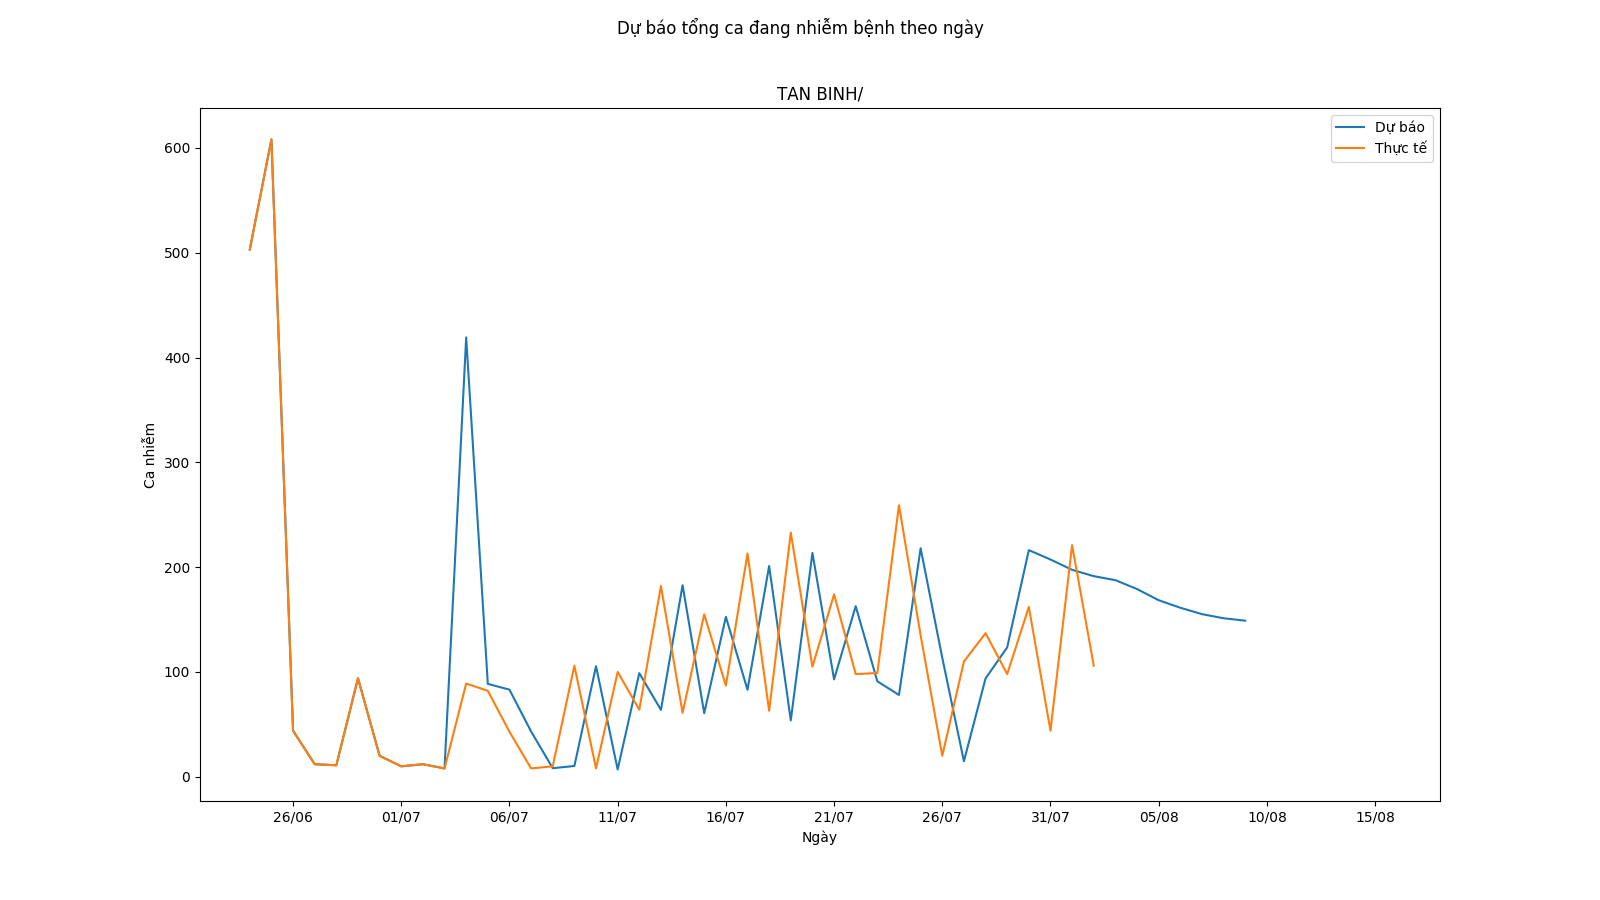 Dự báo tổng ca đang nhiễm bệnh theo ngày
TAN BINH/
Dự báo
Thực tế
600
500
400
300
200
100
0
Ca nhiễm
26/06 01/07 06/07 11/07 16/07 21/07 26/07 31/07 05/08 10/08 15/08
Ngày